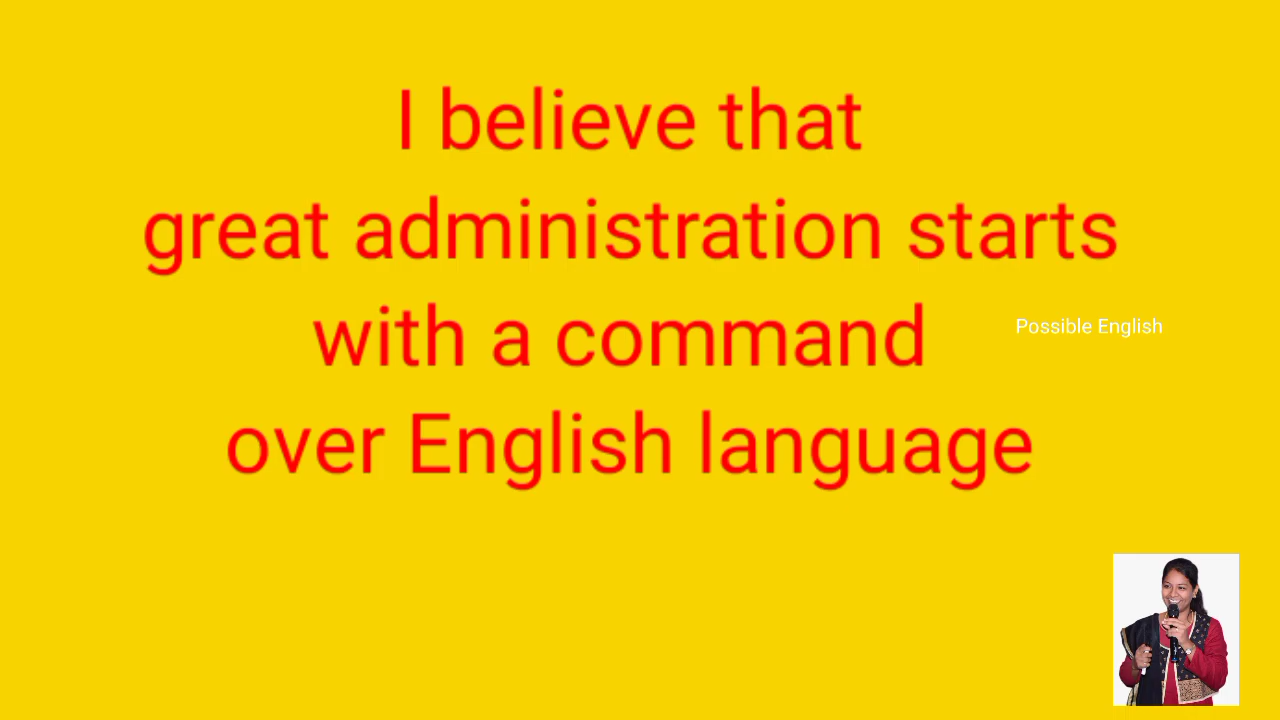 I believe that
great administration starts
with a command
Possible English
over English language